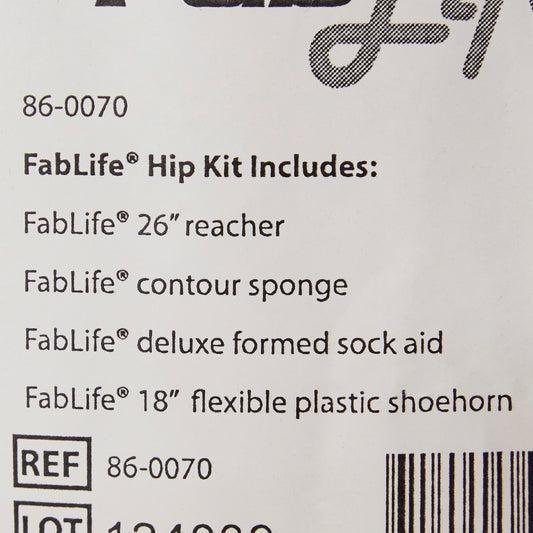 86-0070
FabLife® Hip Kit Includes:
FabLife® 26” reacher
FabLife® contour sponge
FabLife® deluxe formed sock aid
FabLife® 18” flexible plastic shoehorn
REF 86-0070
LOT